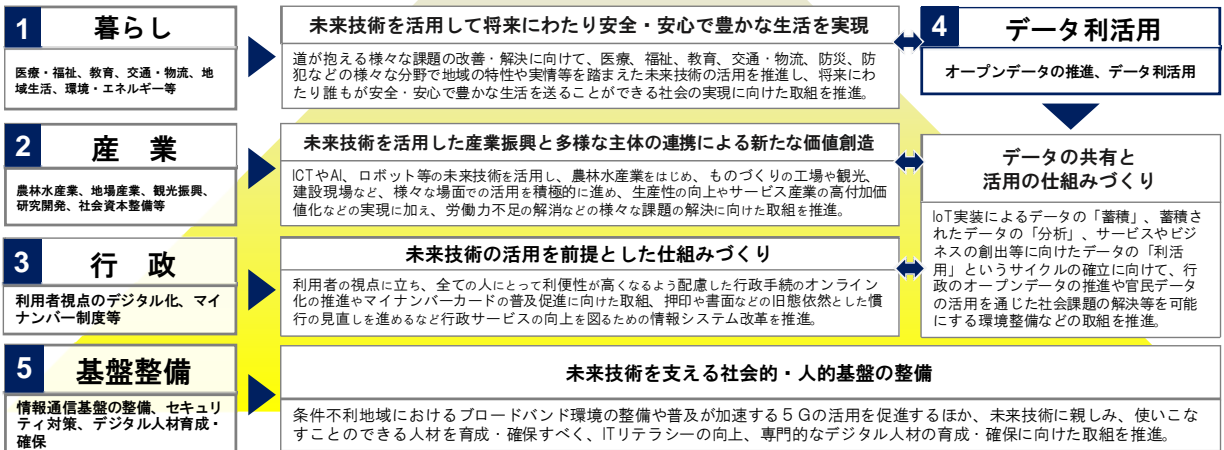 1 暮らし
医療・福祉、教育、交通・物流、地
域生活、環境・エネルギー等
未来技術を活用して将来にわたり安全・安心で豊かな生活を実現
道が抱える様々な課題の改善・解決に向けて、医療、福祉、教育、交通・物流、防災、防
犯などの様々な分野で地域の特性や実情等を踏まえた未来技術の活用を推進し、将来にわ
たり誰もが安全・安心で豊かな生活を送ることができる社会の実現に向けた取組を推進。
4 データ利活用
オープンデータの推進、データ利活用
2 産　業
農林水産業、地場産業、観光振興、
研究開発、社会資本整備等
未来技術を活用した産業振興と多様な主体の連携による新たな価値創造
ICTやAI、ロボット等の未来技術を活用し、農林水産業をはじめ、ものづくりの工場や観光、
建設現場など、様々な場面での活用を積極的に進め、生産性の向上やサービス産業の高付加価
値化などの実現に加え、労働力不足の解消などの様々な課題の解決に向けた取組を推進。
データの共有と
活用の仕組みづくり
IoT実装によるデータの「蓄積」、蓄積さ
れたデータの「分析」、サービスやビジ
ネスの創出等に向けたデータの「利活
用」というサイクルの確立に向けて、行
政のオープンデータの推進や官民データ
の活用を通じた社会課題の解決等を可能
にする環境整備などの取組を推進。
3 行　政
利用者視点のデジタル化、マイ
ナンバー制度等
未来技術の活用を前提とした仕組みづくり
利用者の視点に立ち、全ての人にとって利便性が高くなるよう配慮した行政手続のオンライン
化の推進やマイナンバーカードの普及促進に向けた取組、押印や書面などの旧態依然とした慣
行の見直しを進めるなど行政サービスの向上を図るための情報システム改革を推進。
5 基盤整備
情報通信基盤の整備、セキュリ
ティ対策、デジタル人材育成・
確保
未来技術を支える社会的・人的基盤の整備
条件不利地域におけるブロードバンド環境の整備や普及が加速する５Ｇの活用を促進するほか、未来技術に親しみ、使いこな
すことのできる人材を育成・確保すべく、ITリテラシーの向上、専門的なデジタル人材の育成・確保に向けた取組を推進。